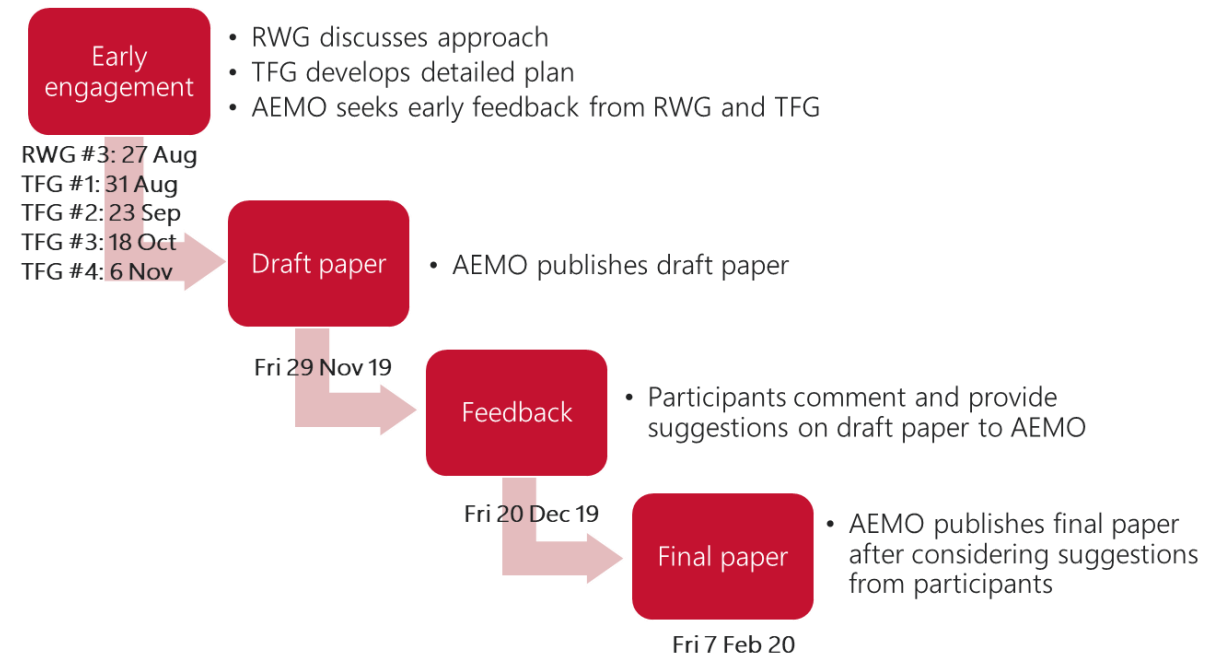 Early
engagement
• RWG discusses approach
• TFG develops detailed plan
• AEMO seeks early feedback from RWG and TFG
RWG #3: 27 Aug
TFG #1: 31 Aug
TFG #2: 23 Sep
TFG #3: 18 Oct
TFG #4: 6 Nov
Draft paper
• AEMO publishes draft paper
Fri 29 Nov 19
Feedback
• Participants comment and provide
suggestions on draft paper to AEMO
Fri 20 Dec 19
Final paper
• AEMO publishes final paper
after considering suggestions
from participants
Fri 7 Feb 20